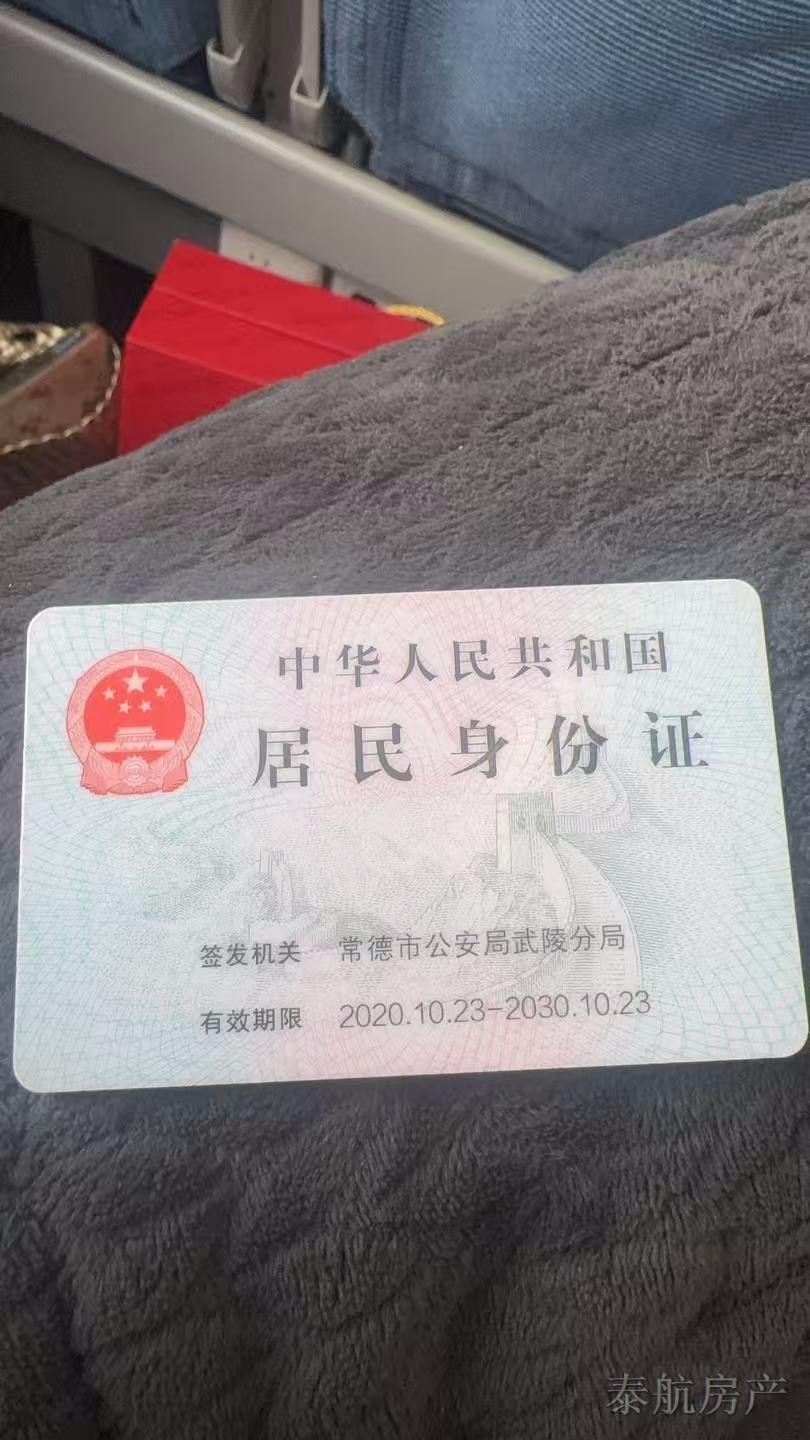 中华人民共和国
居民身份证
签发机关 常德市公安局武陵分局
有效期限 2020.10.23-2030.10.23
泰航房产